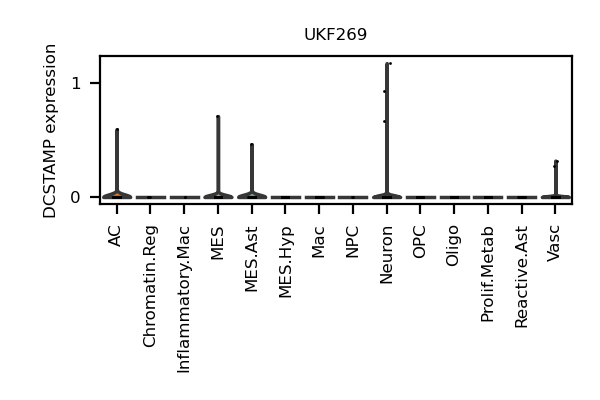 UKF269
DCSTAMP expression
1
0
AC
Chromatin.Reg
Inflammatory.Mac
MES
MES.Ast
MES.Hyp
Mac
NPC
Neuron
OPC
Oligo
Prolif.Metab
Reactive.Ast
Vasc